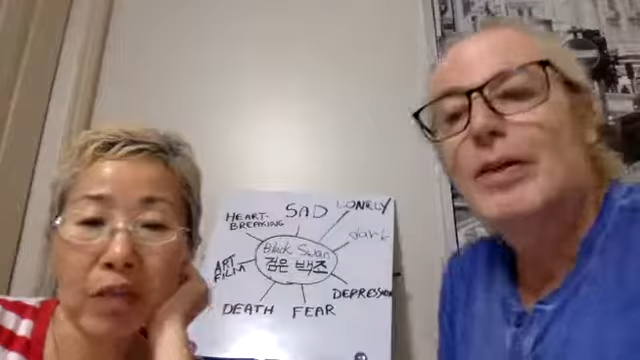 HEART-
BREAKING
SAD
LONELY
dark
Black Swan
검은 백조
ART
FILM
DEPRESSION
DEATH
FEAR